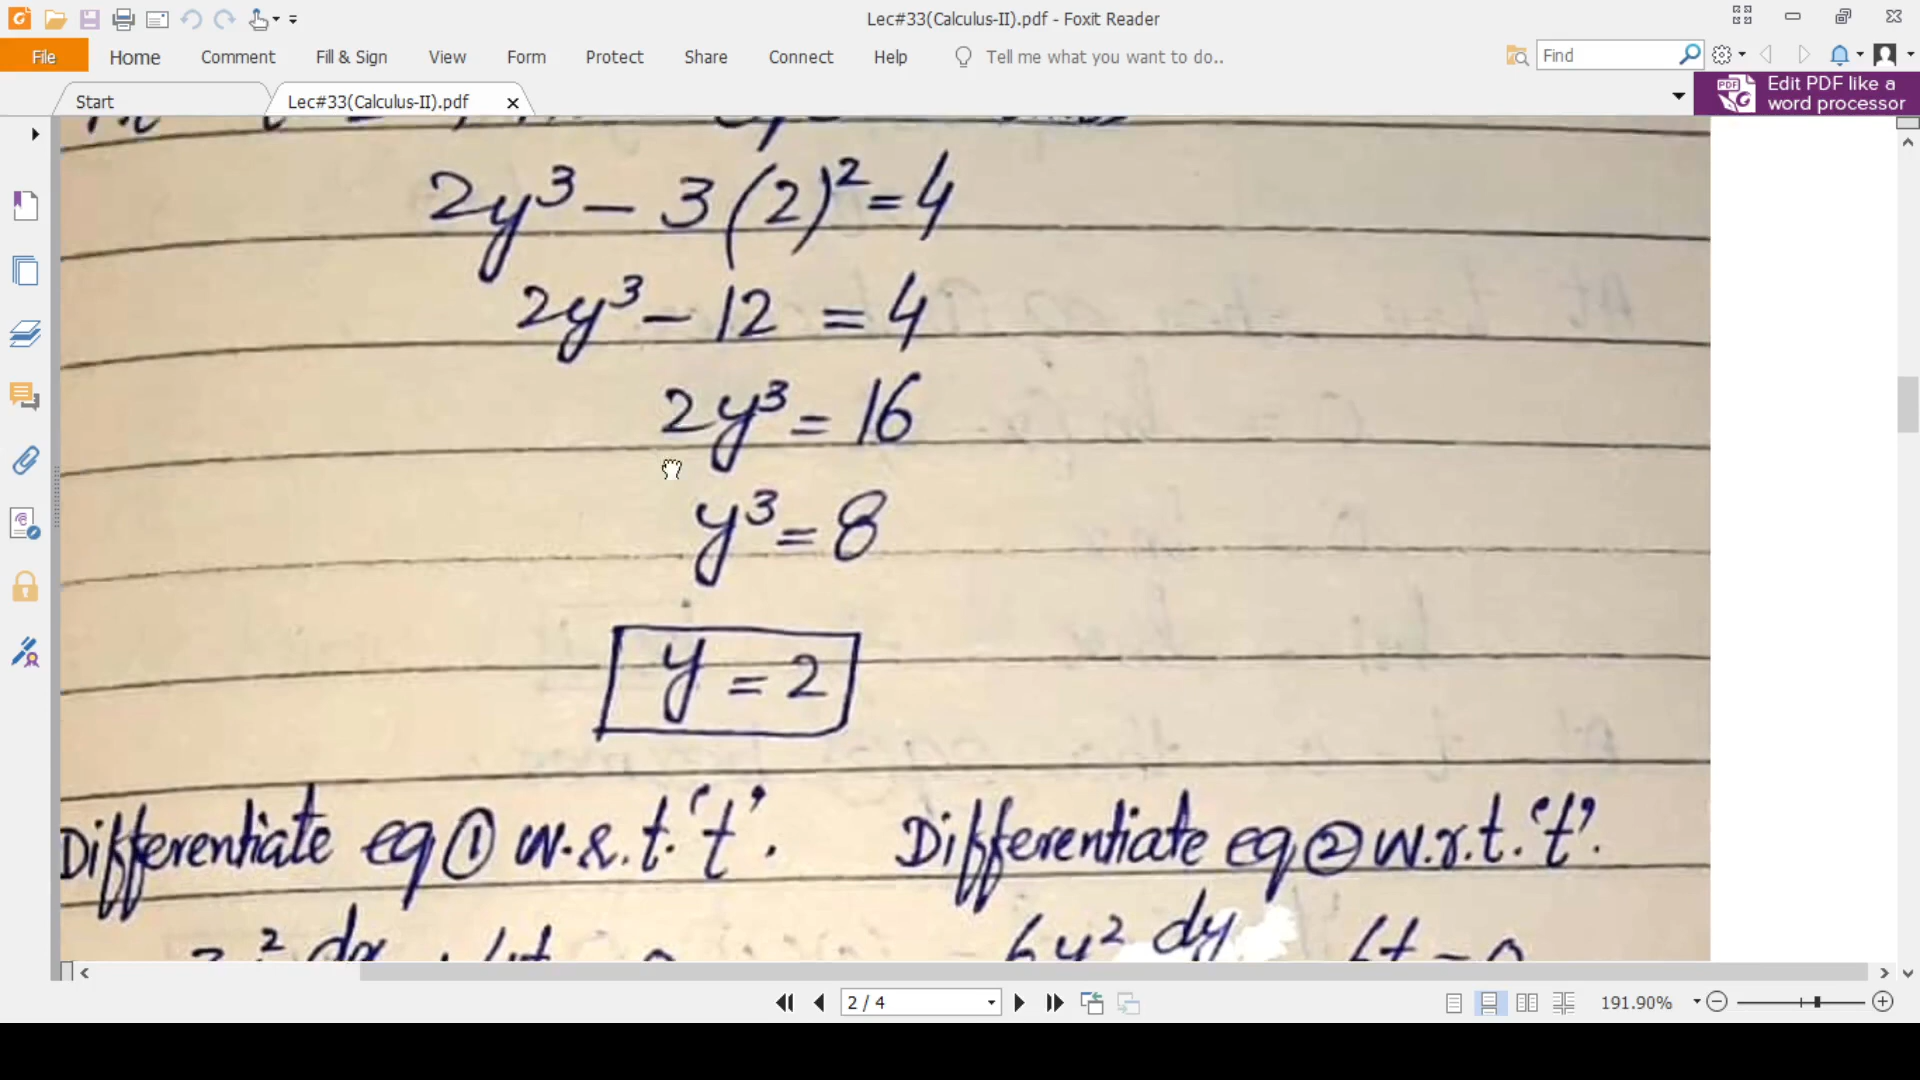 Lec#33(Calculus-II).pdf - Foxit Reader
File Home Comment Fill & Sign View Form Protect Share Connect Help Tell me what you want to do.. Find
Start Lec#33(Calculus-II).pdf Edit PDF like a
word processor
2y³ - 3(2)² = 4
2y³ - 12 = 4
2y³ = 16
y³ = 8
y = 2
Differentiate eq ① w.r.t. 't'. Differentiate eq ② w.r.t. 't'.
6y² dy
2 / 4 191.90%